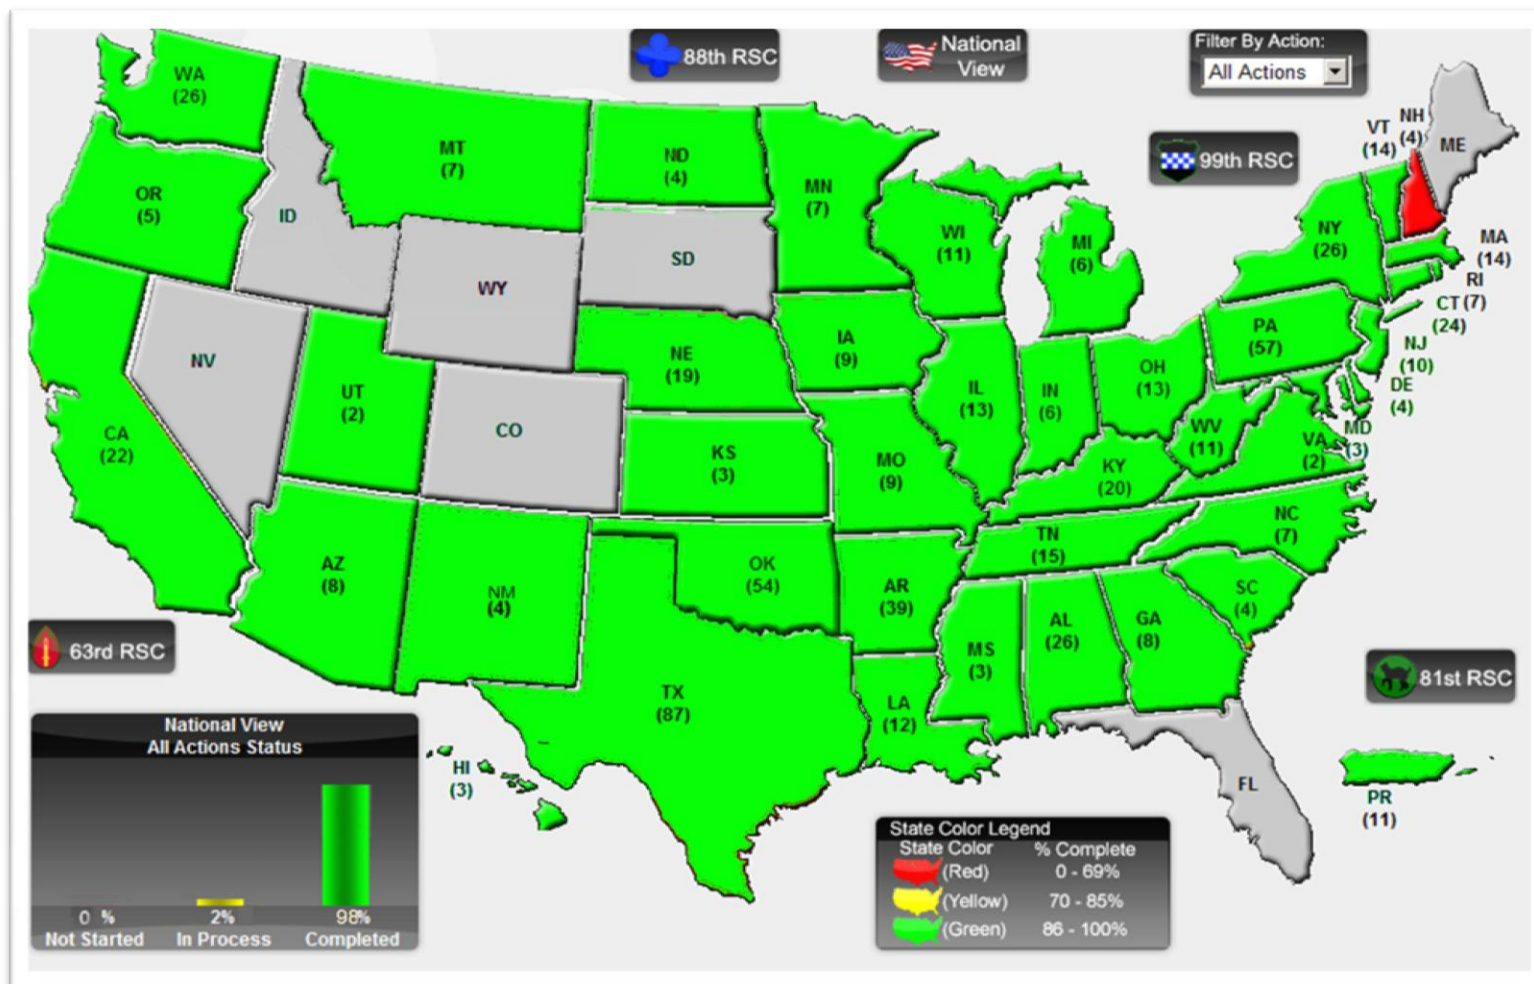 88th RSC
National
View
Filter By Action:
All Actions
WA
(26)
MT
(7)
ND
(4)
MN
(7)
VT
(14)
NH
(4)
ME
99th RSC
OR
(5)
ID
WY
SD
WI
(11)
MI
(6)
NY
(26)
MA
(14)
RI
(7)
CT
(24)
NV
UT
(2)
CO
NE
(19)
IA
(9)
IL
(13)
IN
(6)
OH
(13)
PA
(57)
NJ
(10)
DE
(4)
MD
(3)
CA
(22)
KS
(3)
MO
(9)
KY
(20)
WV
(11)
VA
(2)
AZ
(8)
NM
(4)
OK
(54)
AR
(39)
TN
(15)
NC
(7)
SC
(4)
63rd RSC
TX
(87)
LA
(12)
MS
(3)
AL
(26)
GA
(8)
81st RSC
FL
HI
(3)
PR
(11)
National View
All Actions Status
0 % 2% 98%
Not Started In Process Completed
State Color Legend
State Color % Complete
(Red) 0 - 69%
(Yellow) 70 - 85%
(Green) 86 - 100%